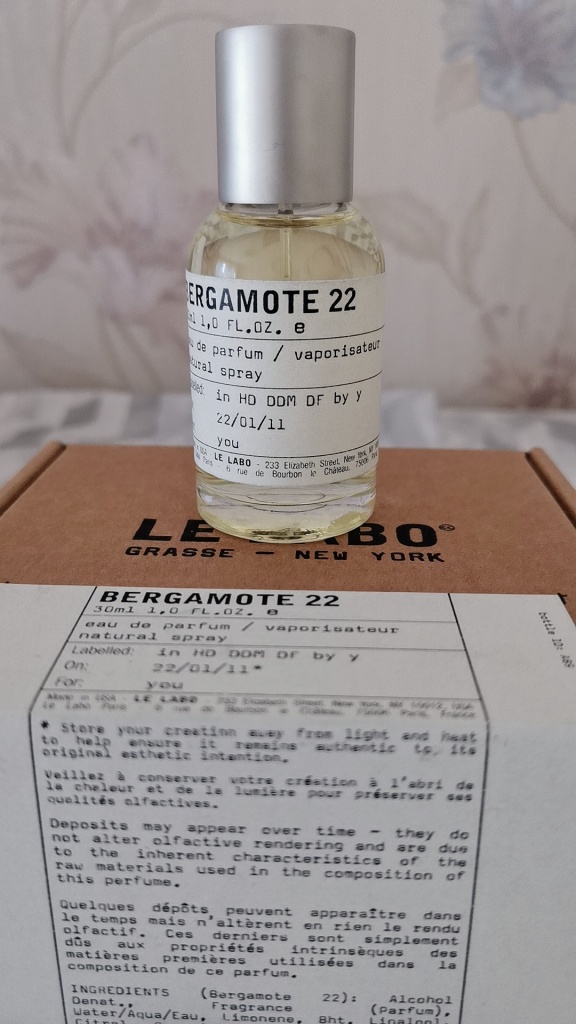 BERGAMOTE 22
1,0 FL.OZ. e
de parfum / vaporisateur
spray
in HD DDM DF by y
22/01/11
you
LE LABO - 233 Elizabeth Street, New York,
6 rue de Bourbon le Château, 75006
LE LABO®
GRASSE — NEW YORK
BERGAMOTE 22
30ml 1,0 FL.OZ. e
eau de parfum / vaporisateur
natural spray
Labelled: in HD DDM DF by y
On: 22/01/11*
For: you
Made in USA - LE LABO 233 Elizabeth Street New York, NY 10012, USA
Le Labo Paris 6 rue de Bourbon le Château, 75006 Paris, France
bottle ID:
* Store your creation away from light and heat
to help ensure it remains authentic to its
original esthetic intention.
Veillez à conserver votre création à l'abri de
la chaleur et de la lumière pour préserver ses
qualités olfactives.
Deposits may appear over time – they do
not alter olfactive rendering and are due
to the inherent characteristics of the
raw materials used in the composition of
this perfume.
Quelques dépôts peuvent apparaître dans
le temps mais n'altèrent en rien le rendu
olfactif. Ces derniers sont simplement
dûs aux propriétés intrinsèques des
matières premières utilisées dans la
composition de ce parfum.
INGREDIENTS (Bergamote 22): Alcohol
Denat., Fragrance (Parfum),
Water/Aqua/Eau, Limonene, Bht, Linalool,